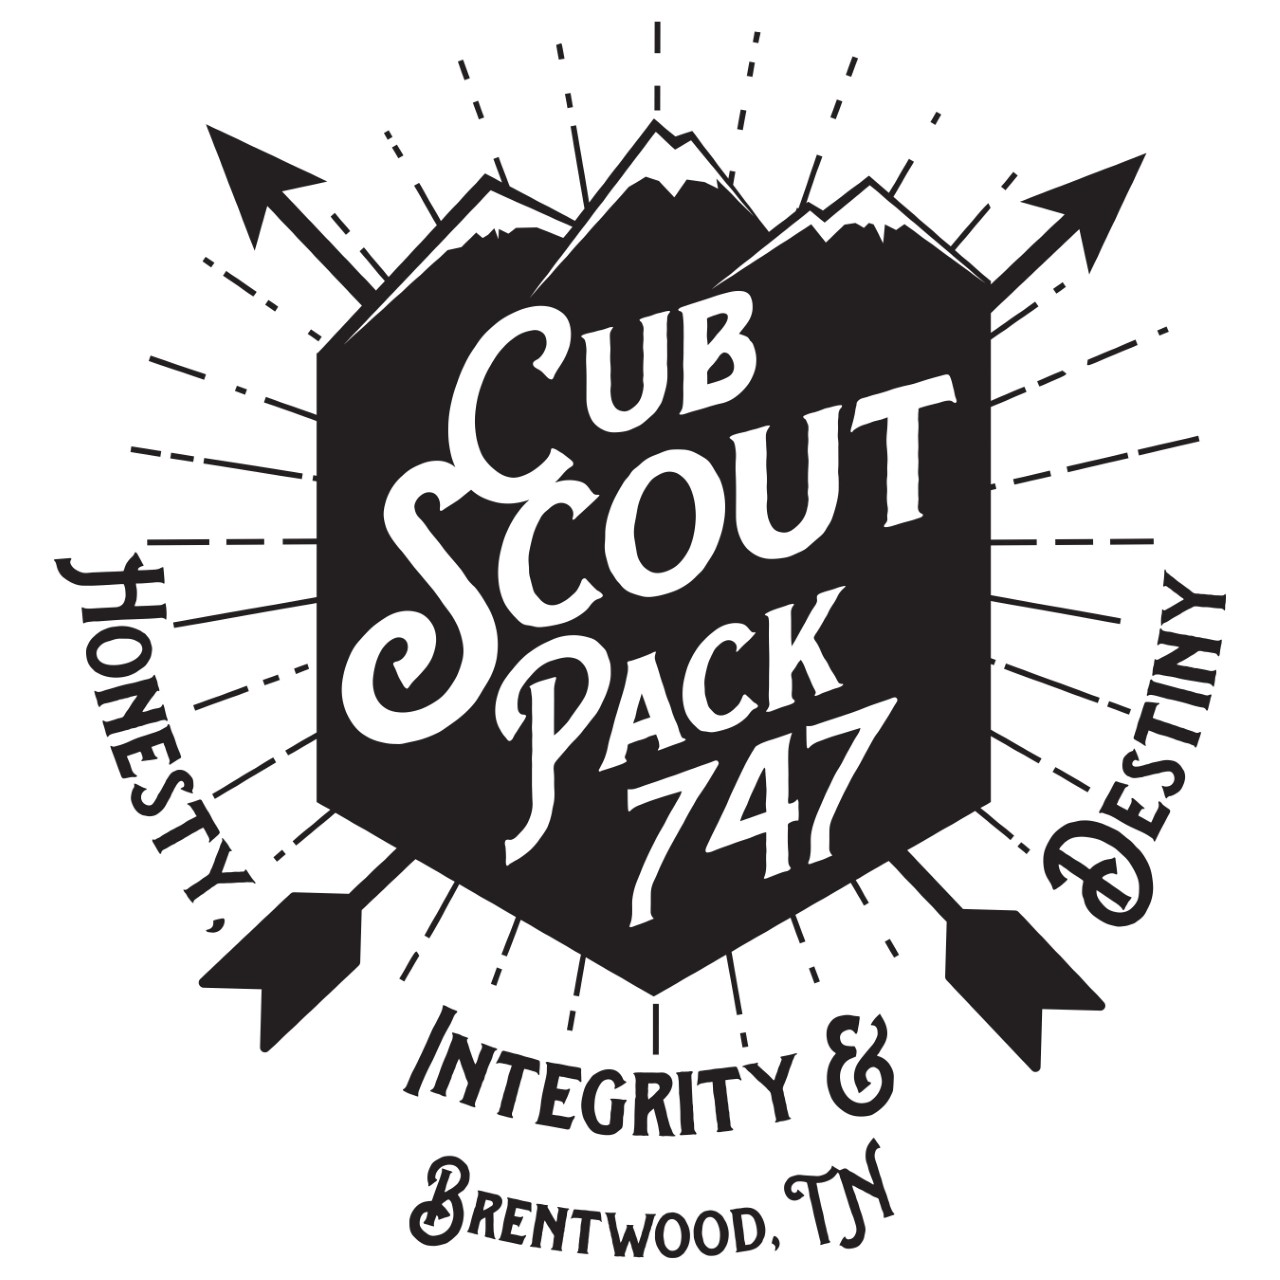 Cub
Scout
Pack
747
Honesty,
Integrity &
Destiny
Brentwood, TN